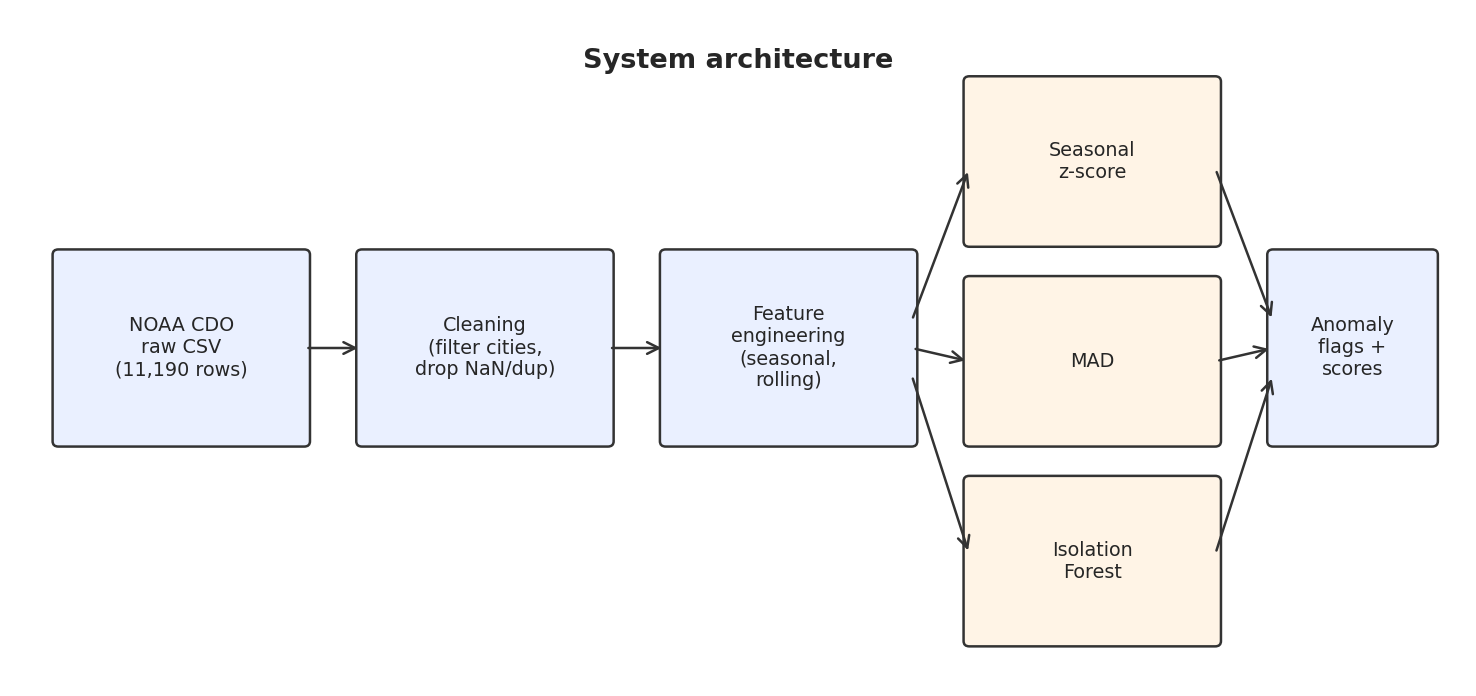 System architecture
NOAA CDO
raw CSV
(11,190 rows)
Cleaning
(filter cities,
drop NaN/dup)
Feature
engineering
(seasonal,
rolling)
Seasonal
z-score
MAD
Isolation
Forest
Anomaly
flags +
scores